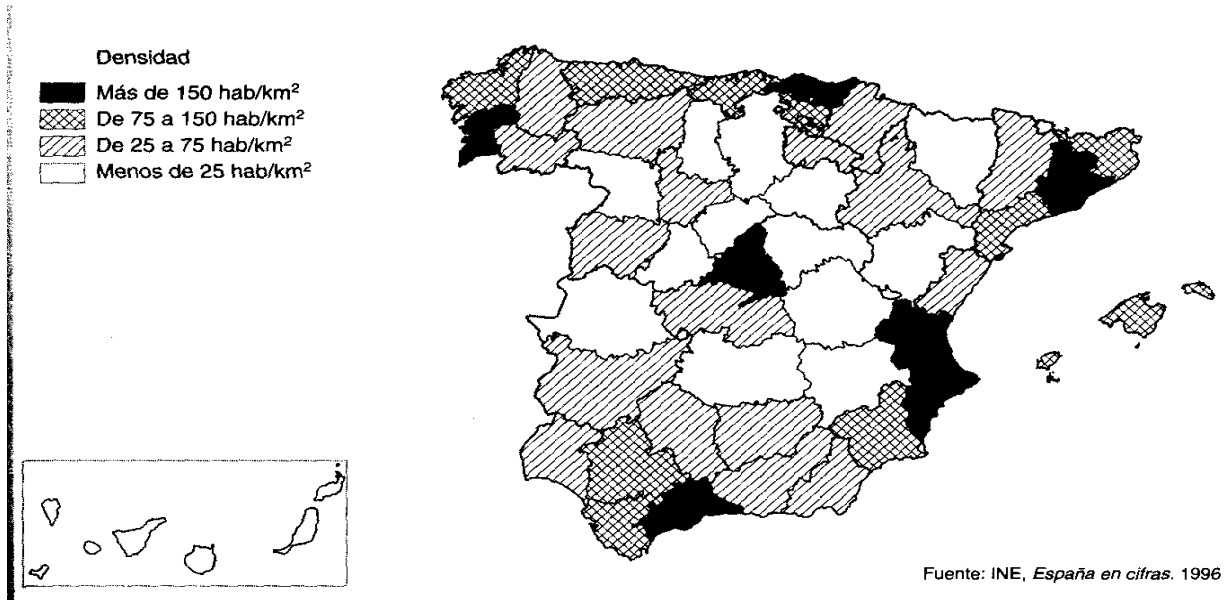 Densidad
Más de 150 hab/km²
De 75 a 150 hab/km²
De 25 a 75 hab/km²
Menos de 25 hab/km²
Fuente: INE, España en cifras. 1996